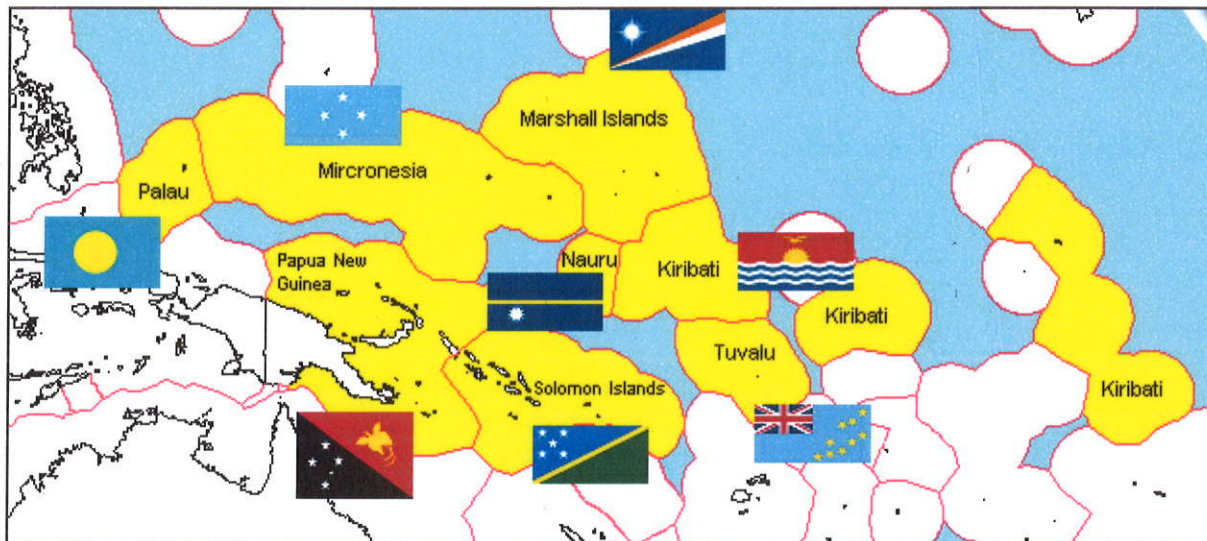 Marshall Islands
Mircronesia
Palau
Papua New
Guinea
Nauru
Kiribati
Kiribati
Tuvalu
Solomon Islands
Kiribati